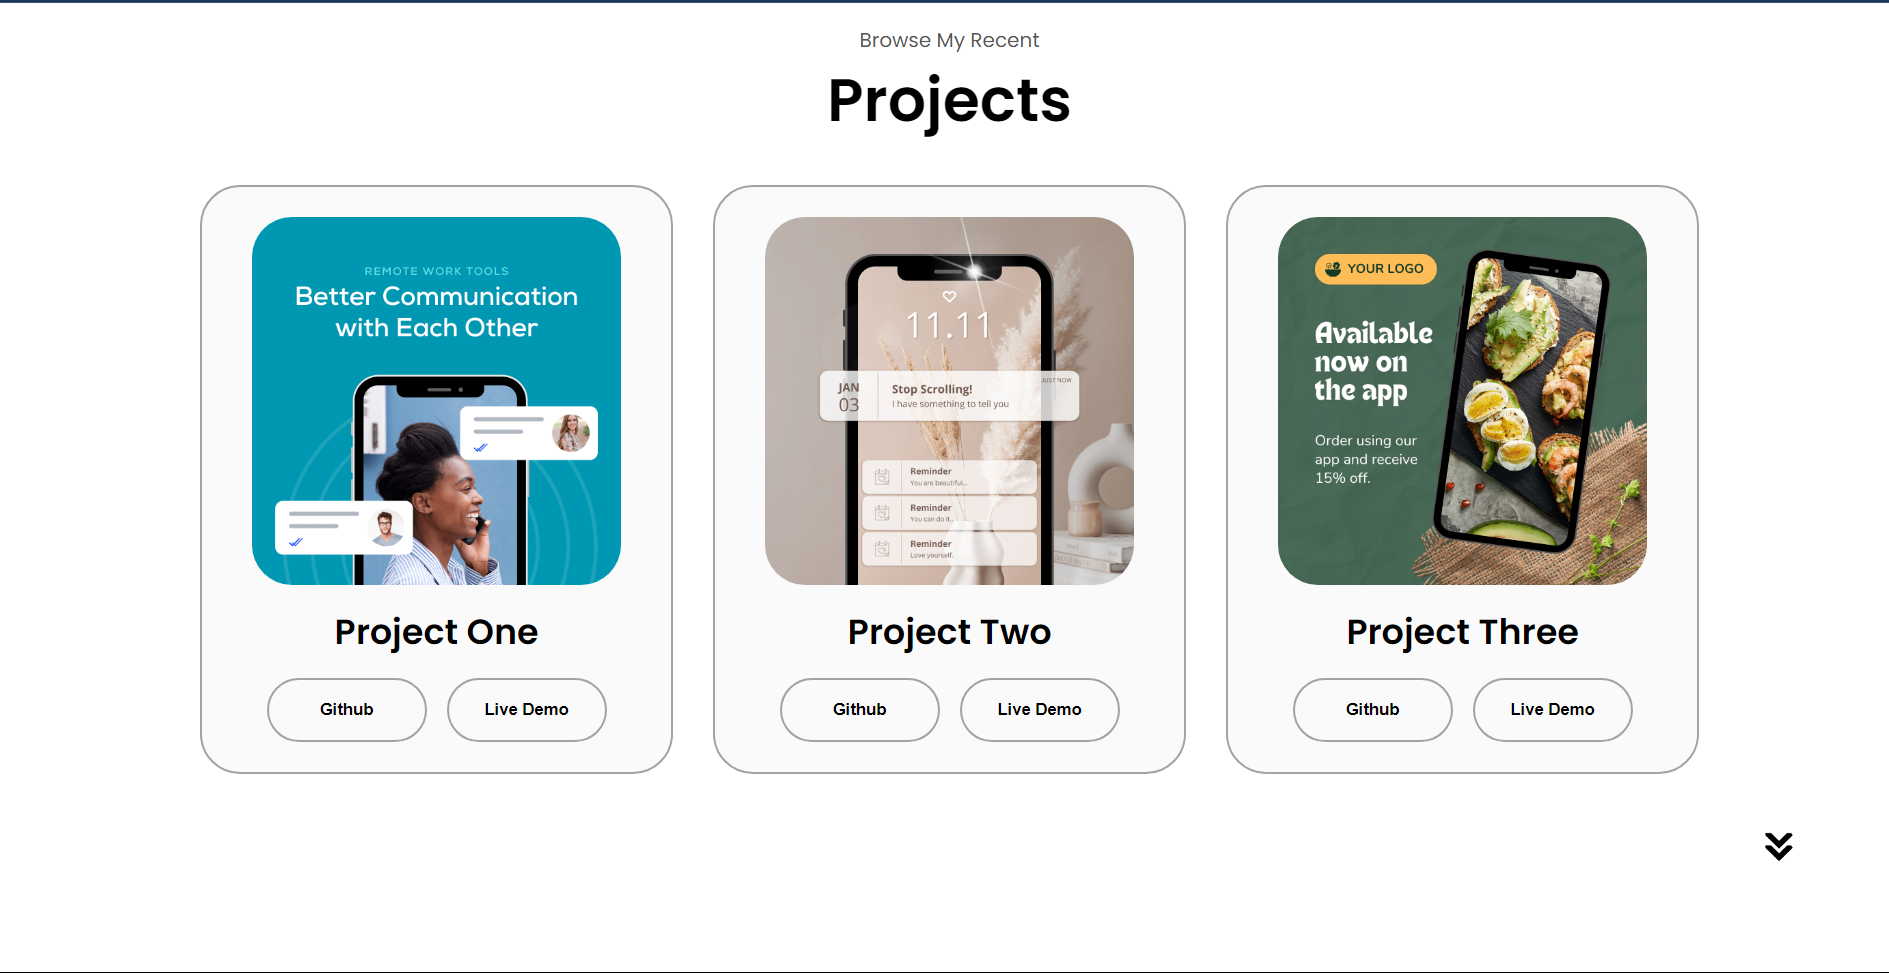 Browse My Recent
Projects
REMOTE WORK TOOLS
Better Communication
with Each Other
Project One
Github
Live Demo
11.11
JAN
03
Stop Scrolling!
JUST NOW
I have something to tell you
Reminder
You are beautiful...
Reminder
You can do it..
Reminder
Love yourself.
Project Two
Github
Live Demo
YOUR LOGO
Available
now on
the app
Order using our
app and receive
15% off.
Project Three
Github
Live Demo